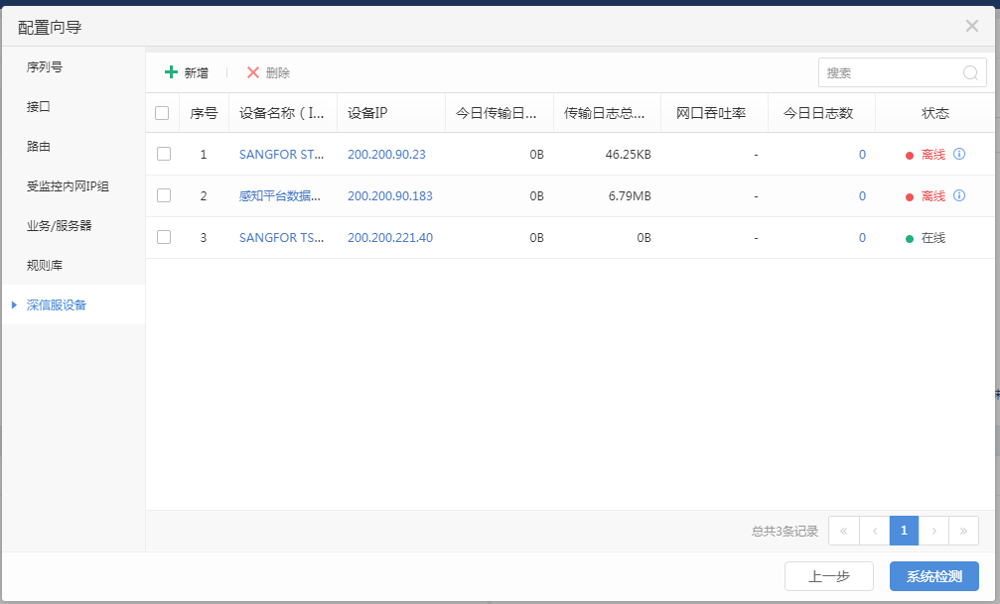 配置向导
序列号
接口
路由
受监控内网IP组
业务/服务器
规则库
深信服设备
新增 删除 搜索
序号 设备名称（I... 设备IP 今日传输日... 传输日志总... 网口吞吐率 今日日志数 状态
1 SANGFOR ST... 200.200.90.23 0B 46.25KB - 0 离线
2 感知平台数据... 200.200.90.183 0B 6.79MB - 0 离线
3 SANGFOR TS... 200.200.221.40 0B 0B - 0 在线
总共3条记录 « ‹ 1 › »
上一步 系统检测